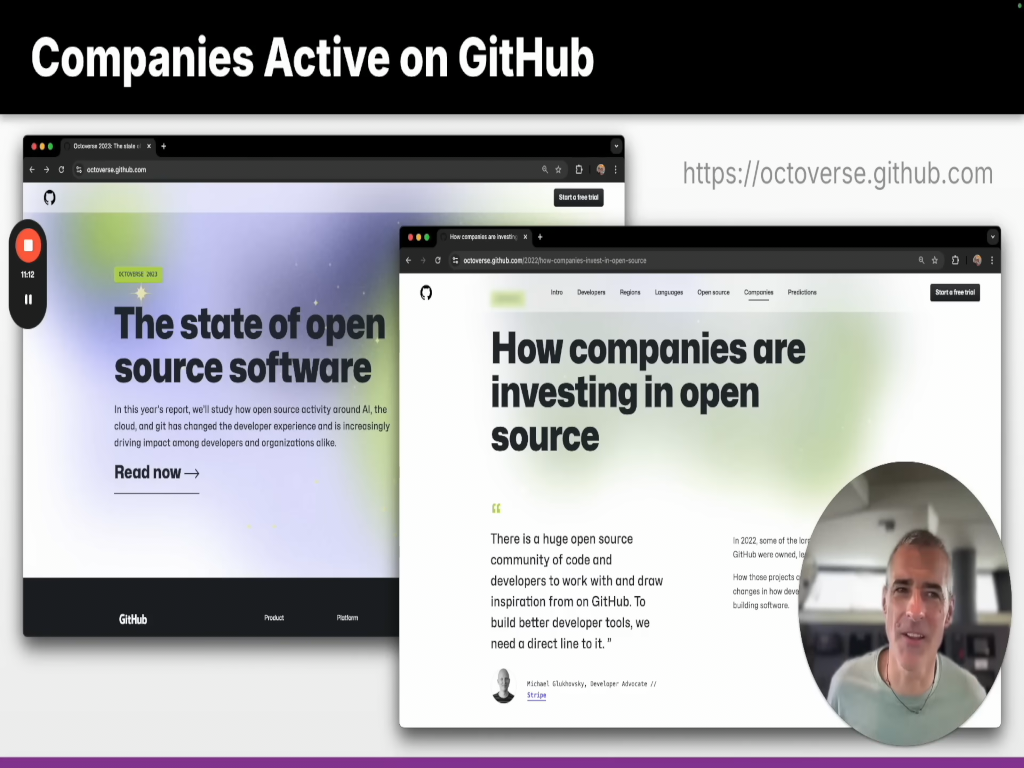 Companies Active on GitHub
https://octoverse.github.com
Octoverse 2023: The state o
octoverse.github.com
Start a free trial
11:12
OCTOVERSE 2023
The state of open
source software
In this year's report, we'll study how open source activity around AI, the
cloud, and git has changed the developer experience and is increasingly
driving impact among developers and organizations alike.
Read now
GitHub
Product
Platform
How companies are investing
octoverse.github.com/2022/how-companies-invest-in-open-source
Intro
Developers
Regions
Languages
Open source
Companies
Predictions
Start a free trial
How companies are
investing in open
source
“
There is a huge open source
community of code and
developers to work with and draw
inspiration from on GitHub. To
build better developer tools, we
need a direct line to it. ”
Michael Glukhovsky, Developer Advocate //
Stripe
In 2022, some of the
GitHub were owned,
How those projects
changes in how
building software.